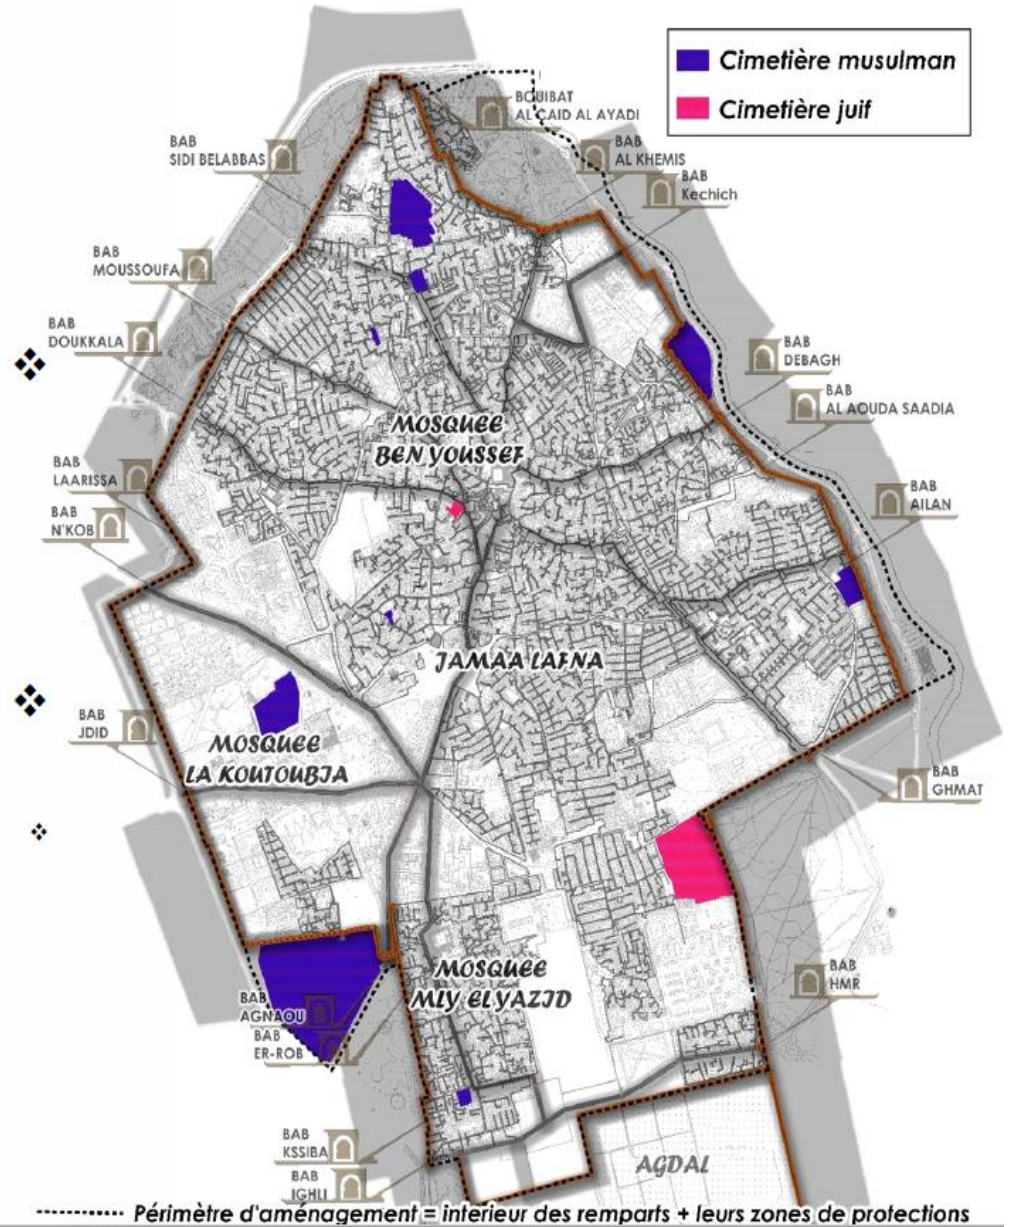 Cimetière musulman
Cimetière juif
BOUIBAT
AL CAID AL AYADI
BAB
SIDI BELABBAS
BAB
AL KHEMIS
BAB
Kechich
BAB
MOUSSOUFA
BAB
DOUKKALA
BAB
DEBAGH
BAB
AL AOUDA SAADIA
MOSQUEE
BEN YOUSSEF
BAB
LAARISSA
BAB
AILAN
BAB
N'KOB
JAMAA LAFNA
BAB
JDID
MOSQUEE
LA KOUTOUBIA
BAB
GHMAT
MOSQUEE
MLY EL YAZID
BAB
HMR
BAB
AGNAOU
BAB
ER-ROB
BAB
KSSIBA
BAB
IGHLI
AGDAL
Périmètre d'aménagement = interieur des remparts + leurs zones de protections